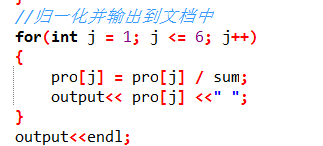 //归一化并输出到文档中
for(int j = 1; j <= 6; j++)
{
pro[j] = pro[j] / sum;
output<< pro[j] <<" ";
}
output<<endl;